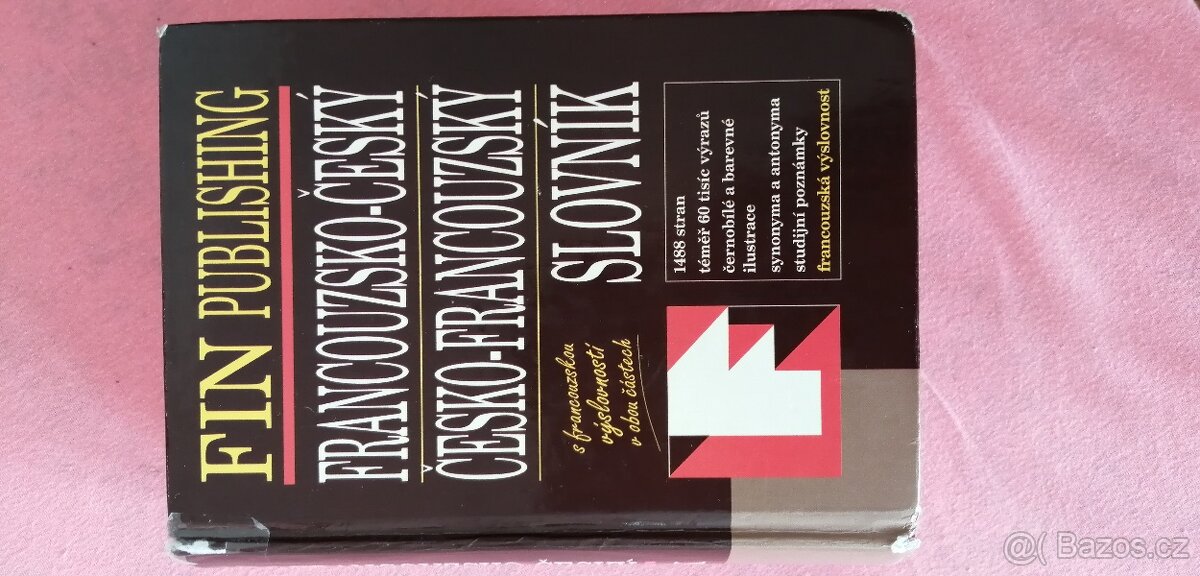 FIN PUBLISHING
FRANCOUZSKO-ČESKÝ
ČESKO-FRANCOUZSKÝ
SLOVNÍK
s francouzskou
výslovností
v obou částech
1488 stran
téměř 60 tisíc výrazů
černobílé a barevné
ilustrace
synonyma a antonyma
studijní poznámky
francouzská výslovnost
@( Bazos.cz